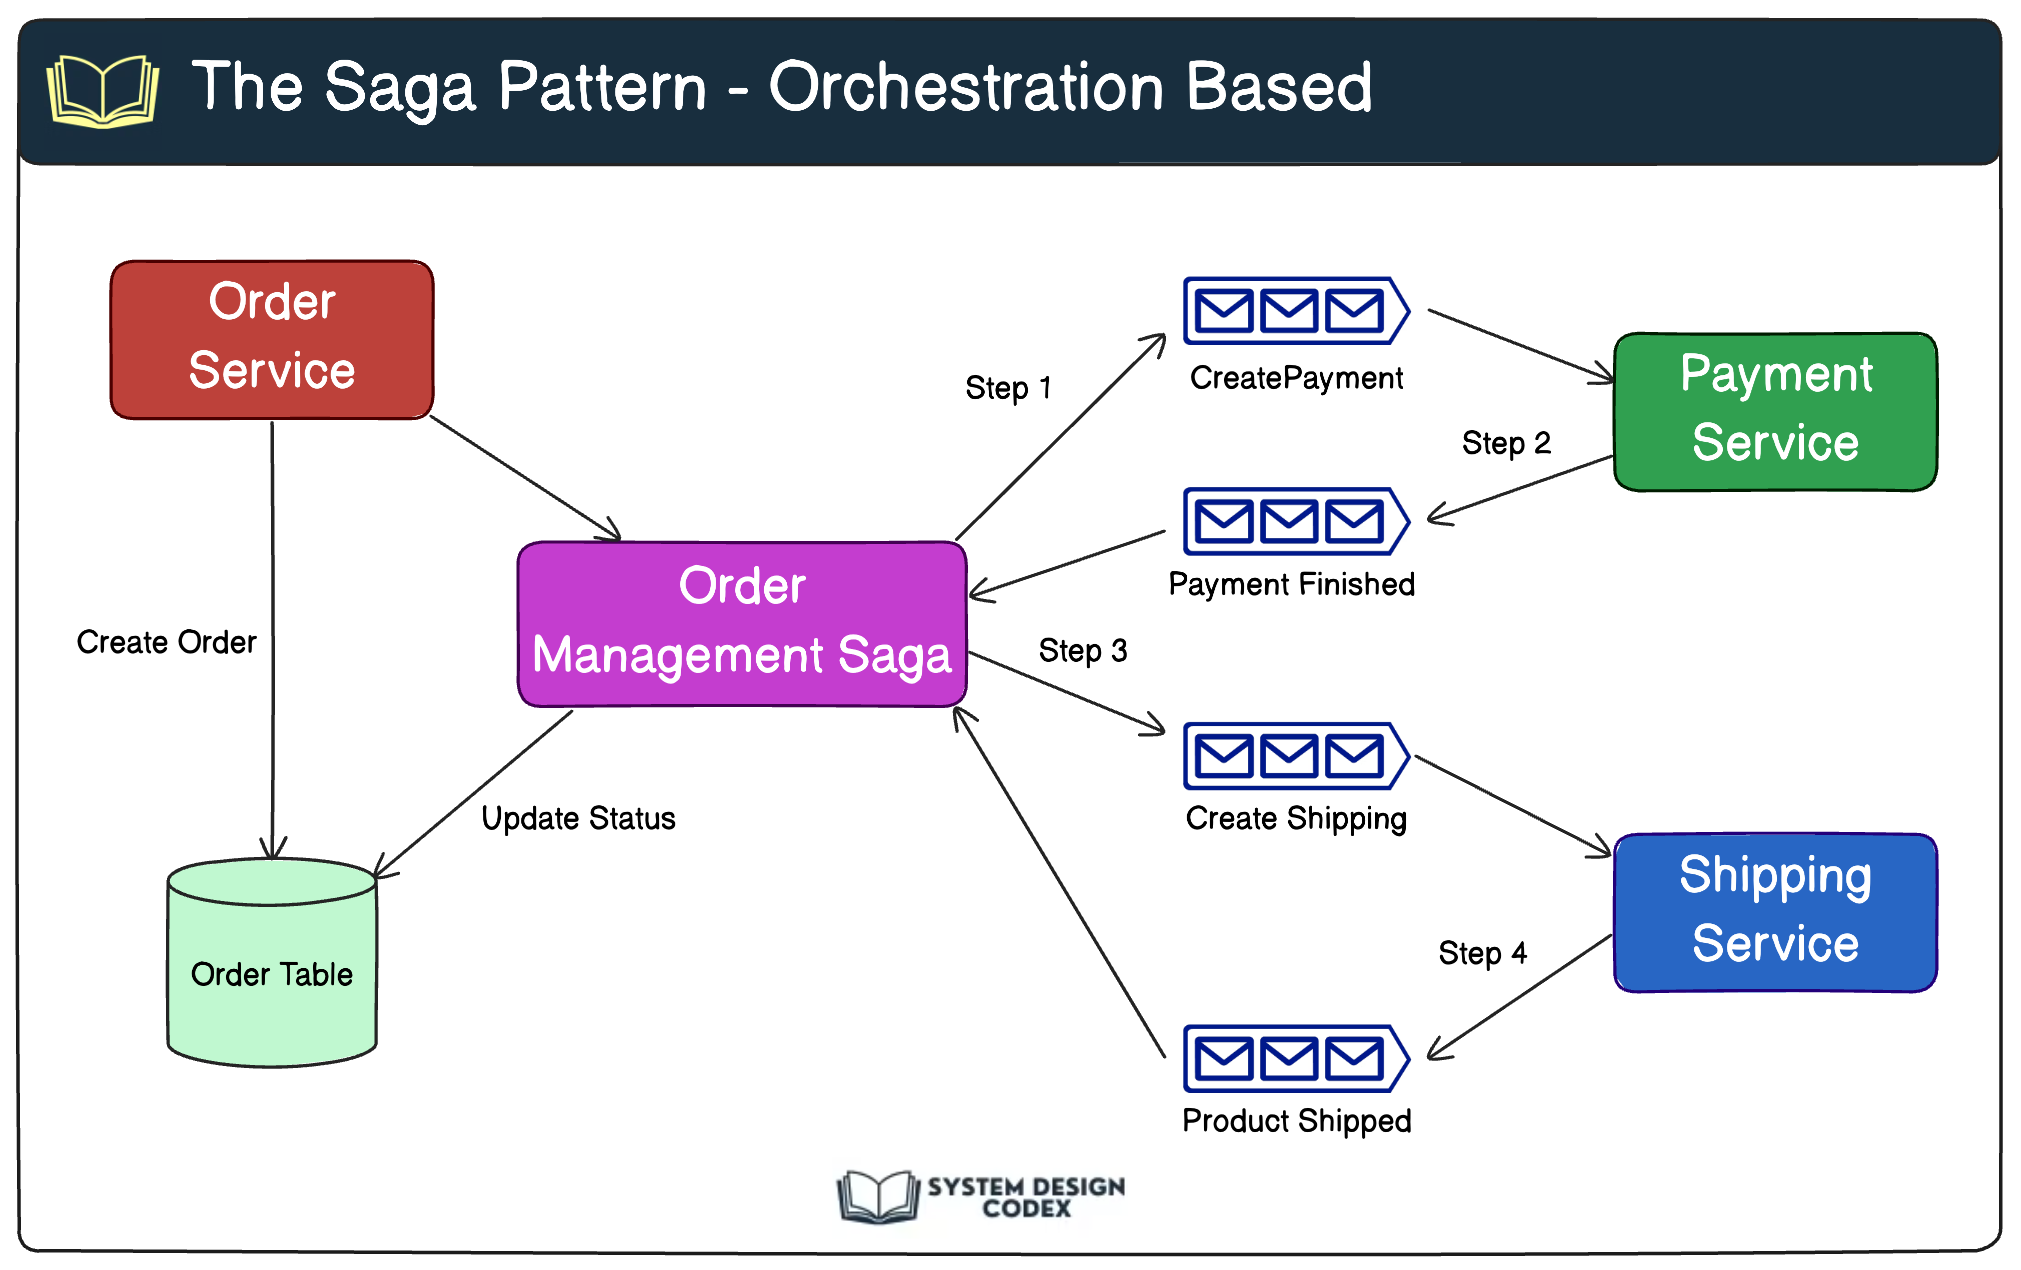 The Saga Pattern - Orchestration Based
Order
Service
CreatePayment
Step 1
Payment
Service
Step 2
Payment Finished
Order
Management Saga
Step 3
Create Order
Update Status
Create Shipping
Shipping
Service
Step 4
Order Table
Product Shipped
SYSTEM DESIGN
CODEX